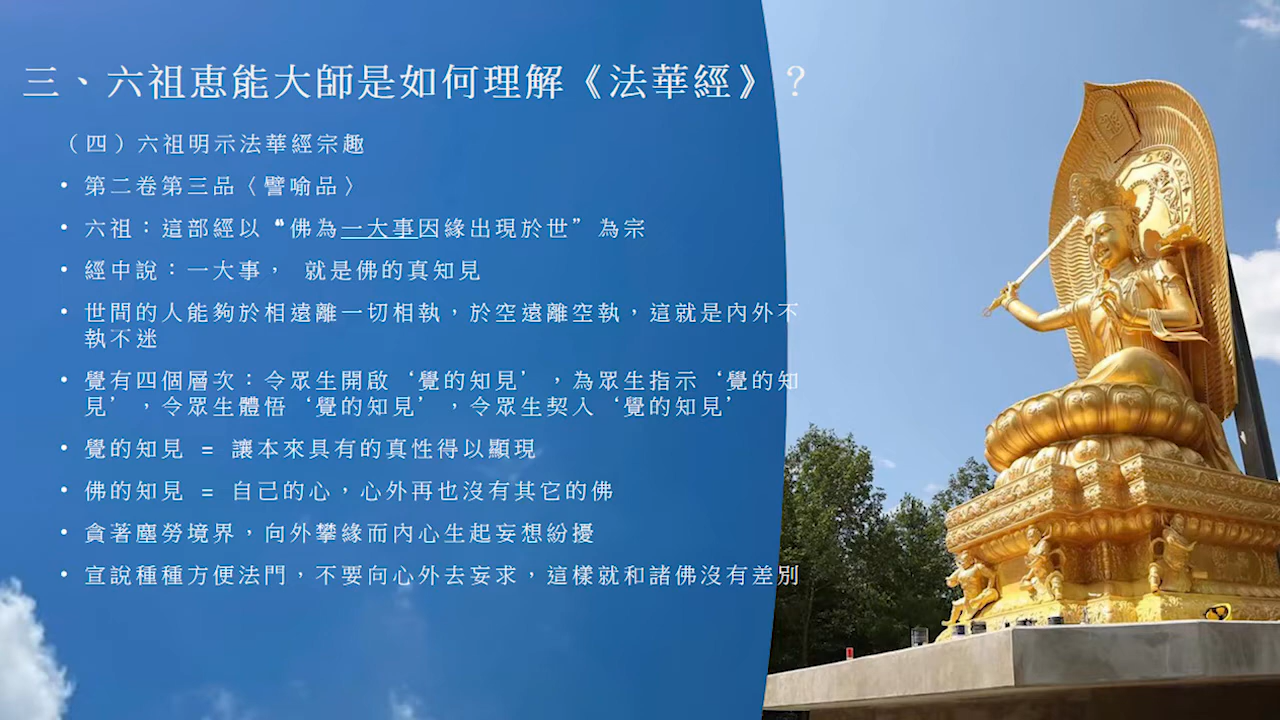 三、六祖恵能大師是如何理解《法華經》?
（四）六祖明示法華經宗趣
• 第二卷第三品〈譬喻品〉
• 六祖：這部經以“佛為一大事因緣出現於世”為宗
• 經中說：一大事， 就是佛的真知見
• 世間的人能夠於相遠離一切相執，於空遠離空執，這就是內外不
執不迷
• 覺有四個層次：令眾生開啟‘覺的知見’，為眾生指示‘覺的知
見’，令眾生體悟‘覺的知見’，令眾生契入‘覺的知見’
• 覺的知見 = 讓本來具有的真性得以顯現
• 佛的知見 = 自己的心，心外再也沒有其它的佛
• 貪著塵勞境界，向外攀緣而內心生起妄想紛擾
• 宣說種種方便法門，不要向心外去妄求，這樣就和諸佛沒有差別